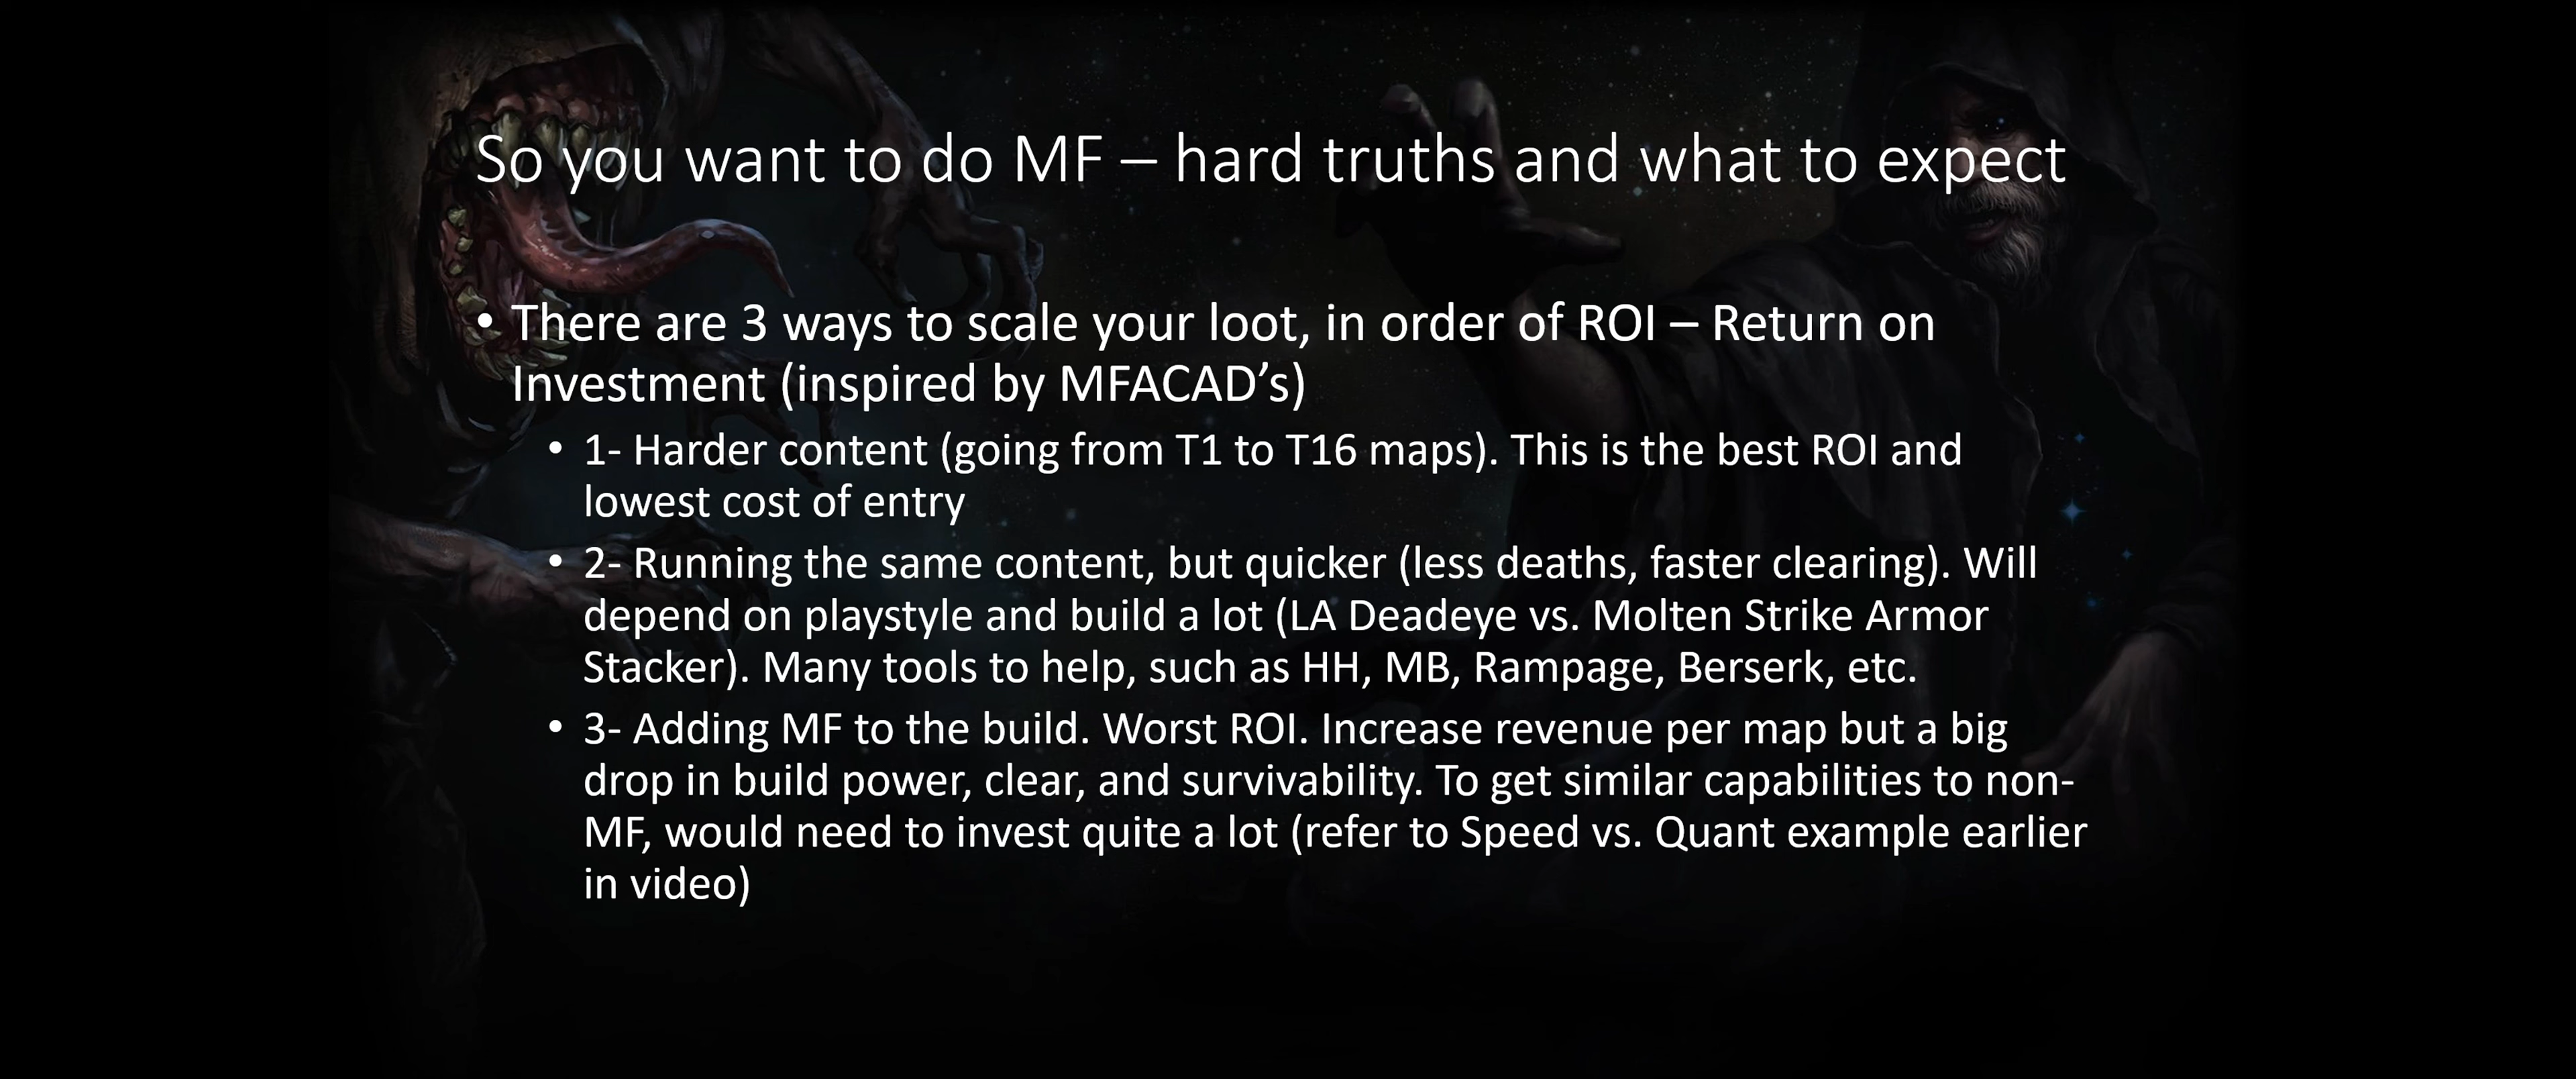 So you want to do MF – hard truths and what to expect
• There are 3 ways to scale your loot, in order of ROI – Return on
Investment (inspired by MFACAD’s)
• 1- Harder content (going from T1 to T16 maps). This is the best ROI and
lowest cost of entry
• 2- Running the same content, but quicker (less deaths, faster clearing). Will
depend on playstyle and build a lot (LA Deadeye vs. Molten Strike Armor
Stacker). Many tools to help, such as HH, MB, Rampage, Berserk, etc.
• 3- Adding MF to the build. Worst ROI. Increase revenue per map but a big
drop in build power, clear, and survivability. To get similar capabilities to non-
MF, would need to invest quite a lot (refer to Speed vs. Quant example earlier
in video)